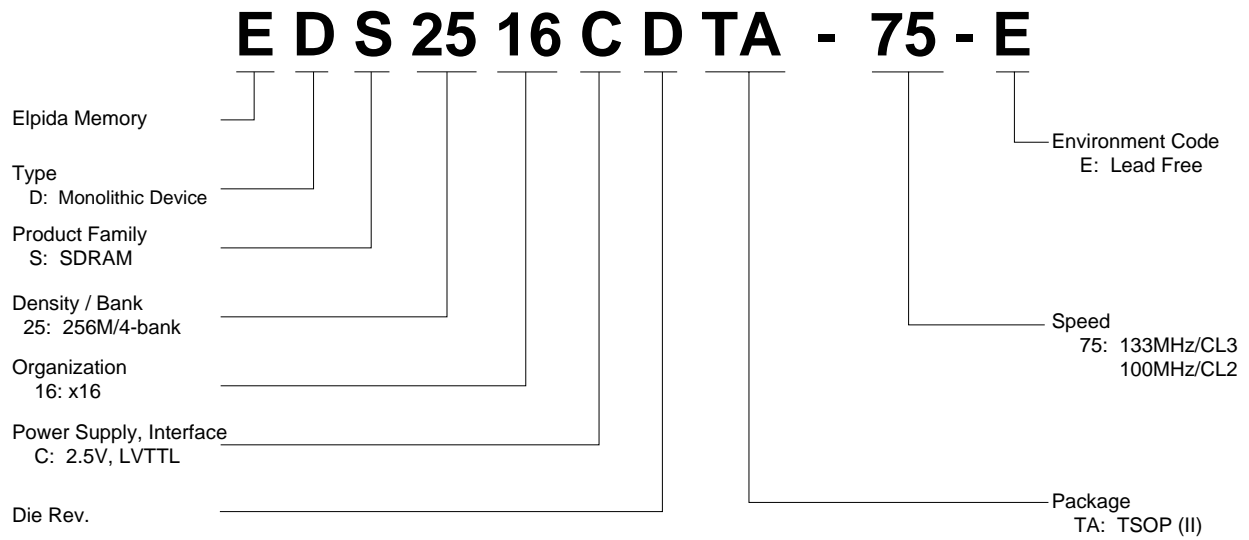 E D S 25 16 C D TA - 75 - E
Elpida Memory
Type
D: Monolithic Device
Product Family
S: SDRAM
Density / Bank
25: 256M/4-bank
Organization
16: x16
Power Supply, Interface
C: 2.5V, LVTTL
Die Rev.
Environment Code
E: Lead Free
Speed
75: 133MHz/CL3
100MHz/CL2
Package
TA: TSOP (II)